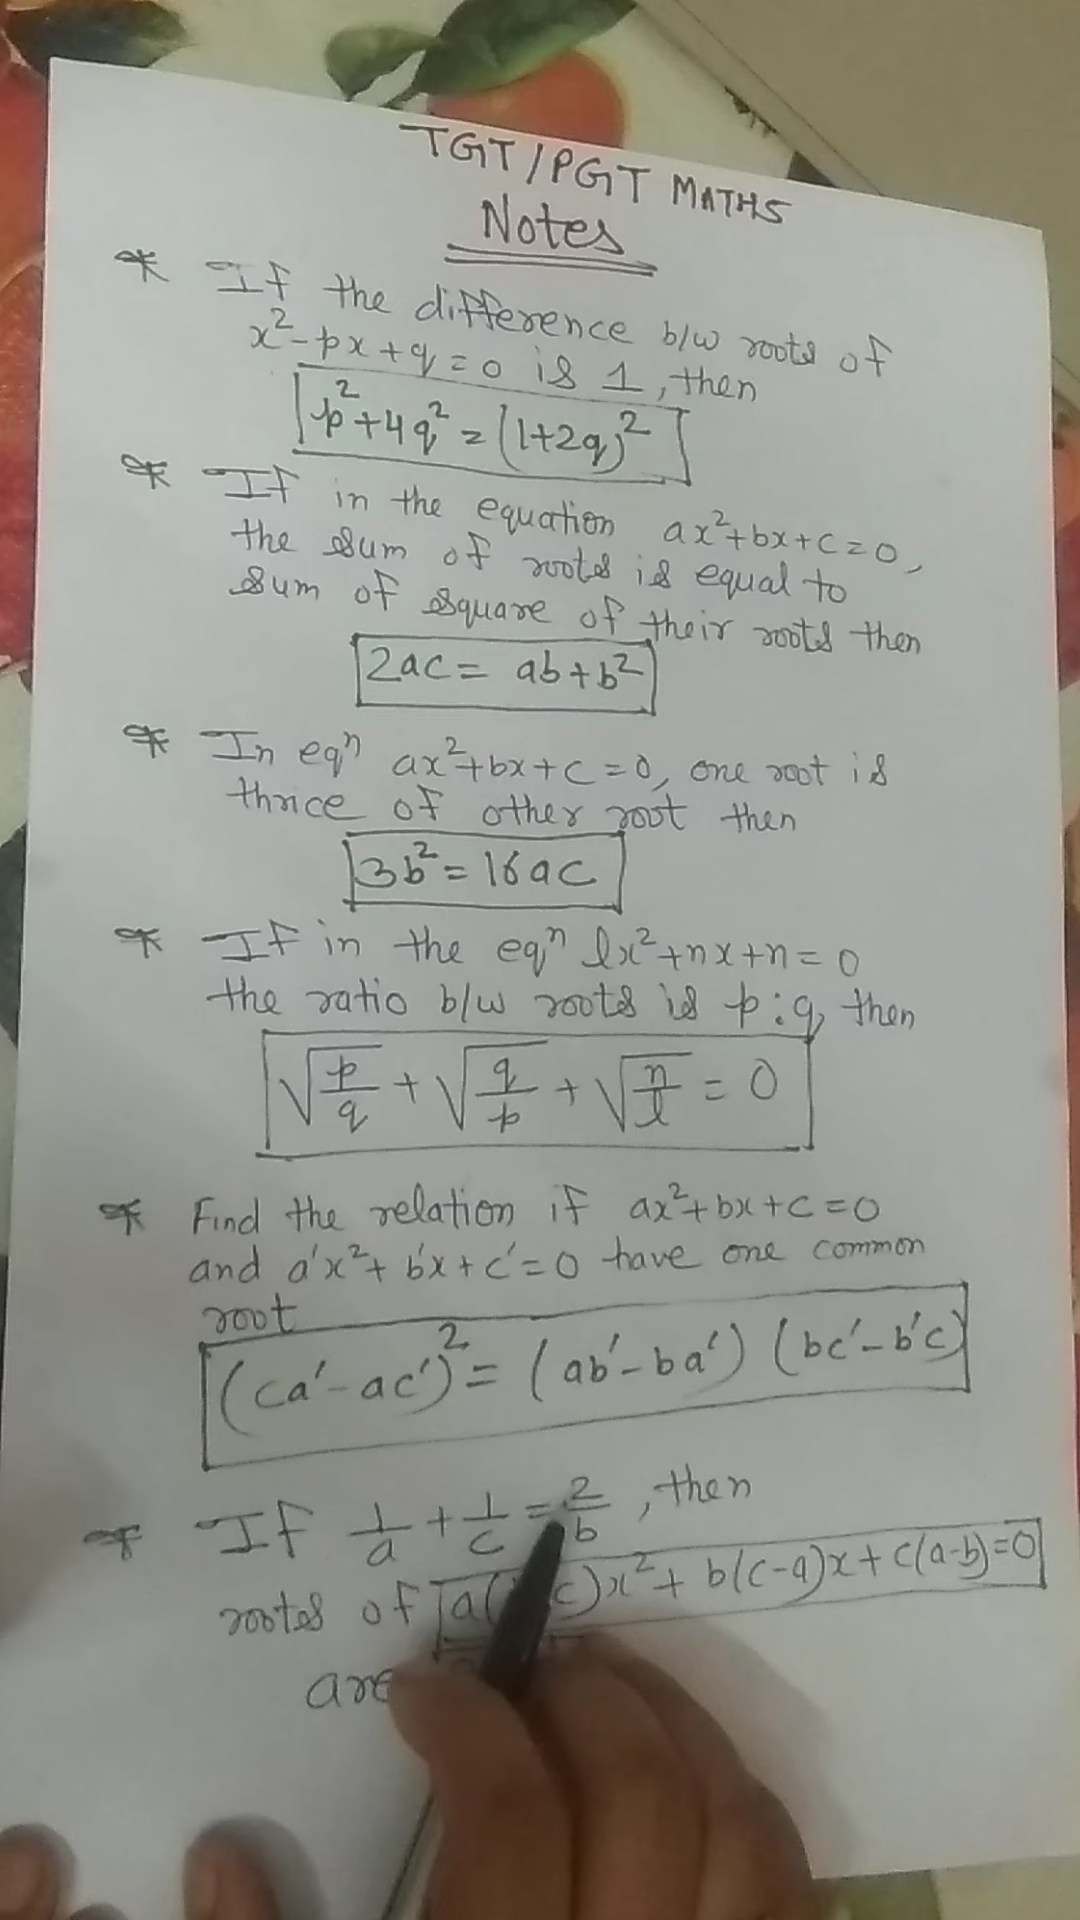 TGT/PGT MATHS
Notes
* If the difference b/w roots of
x²-px+q=0 is 1, then
p²+4q²=(1+2q)²
* If in the equation ax²+bx+c=0,
the sum of roots is equal to
sum of square of their roots then
2ac= ab+b²
* In eqⁿ ax²+bx+c=0, one root is
thrice of other root then
3b²=16ac
* If in the eqⁿ lx²+nx+n=0
the ratio b/w roots is p:q, then
√(p/q) + √(q/p) + √(n/l) = 0
* Find the relation if ax²+bx+c=0
and a'x²+b'x+c'=0 have one common
root
(ca'-ac')²=(ab'-ba')(bc'-b'c)
* If 1/a + 1/c = 2/b, then
roots of a( c)x²+b(c-a)x+c(a-b)=0
are